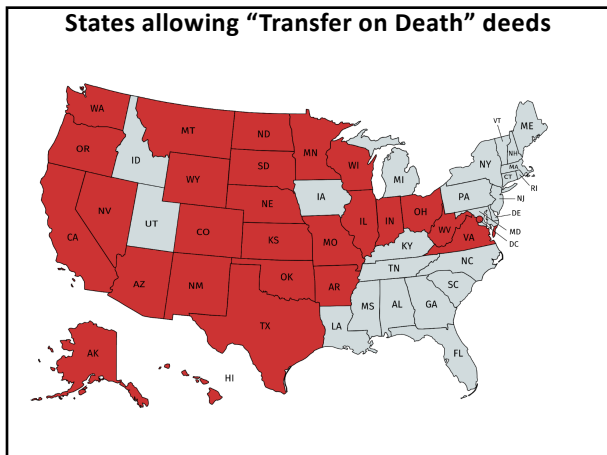 States allowing “Transfer on Death” deeds
WA
MT
ND
MN
VT
ME
OR
ID
SD
WI
NH
NY
MA
WY
MI
CT
RI
NE
IA
PA
NJ
NV
UT
IL
IN
OH
DE
CA
CO
KS
MO
WV
VA
MD
KY
DC
AZ
NM
OK
AR
TN
NC
SC
TX
MS
AL
GA
LA
AK
HI
FL